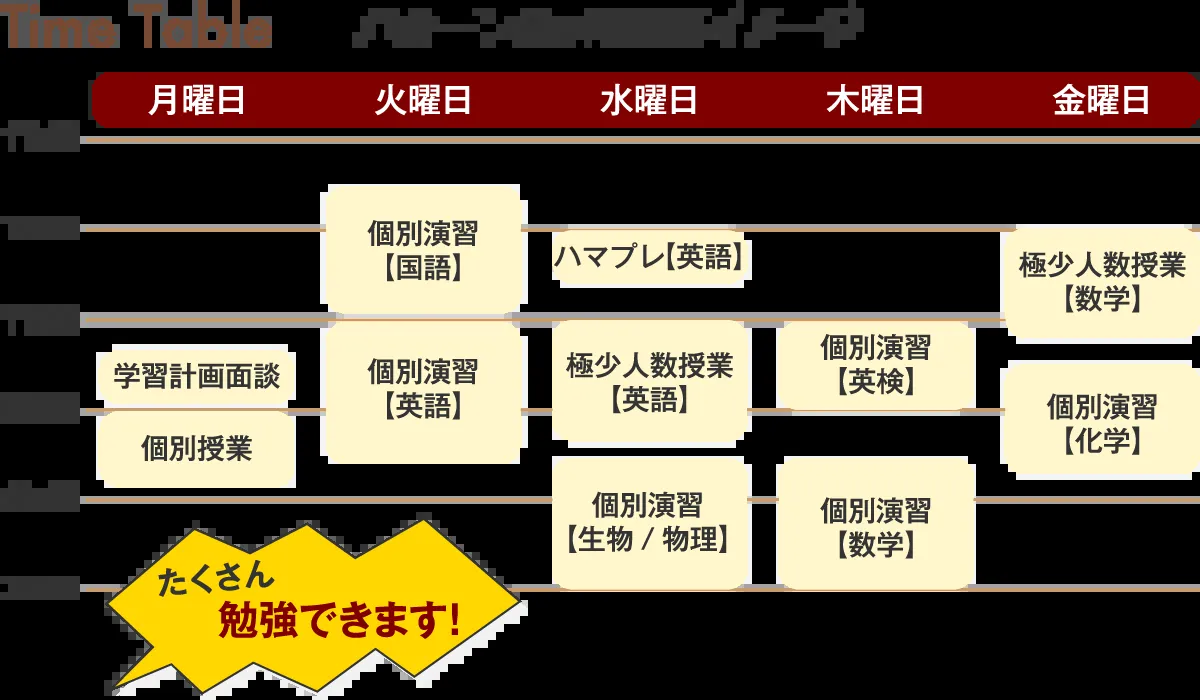 Time Table
月曜日
火曜日
水曜日
木曜日
金曜日
個別演習
【国語】
ハマプレ【英語】
極少人数授業
【数学】
学習計画面談
個別演習
【英語】
極少人数授業
【英語】
個別演習
【英検】
個別演習
【化学】
個別授業
個別演習
【生物 / 物理】
個別演習
【数学】
たくさん
勉強できます!